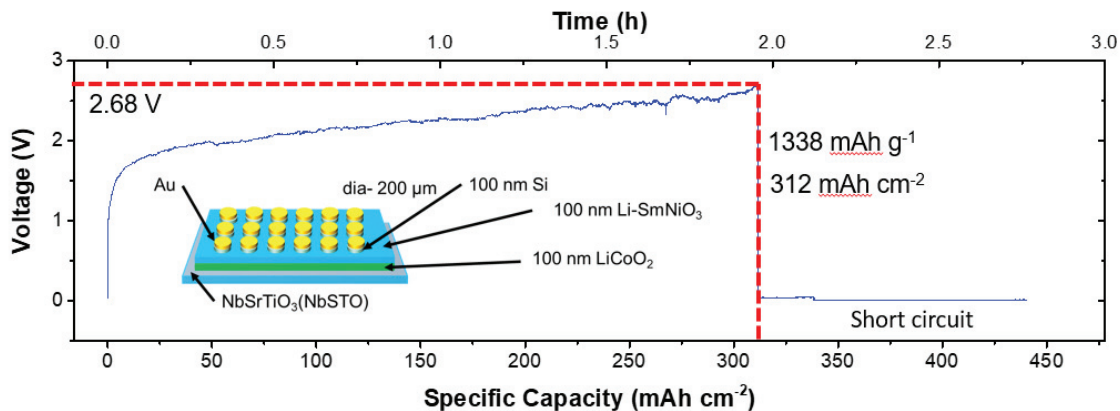 Time (h)
0.0 0.5 1.0 1.5 2.0 2.5 3.0
3
2.68 V
2
1338 mAh g-1
312 mAh cm-2
Au
dia- 200 µm
100 nm Si
100 nm Li-SmNiO3
1
100 nm LiCoO2
NbSrTiO3(NbSTO)
0
Short circuit
Voltage (V)
0 50 100 150 200 250 300 350 400 450
Specific Capacity (mAh cm-2)